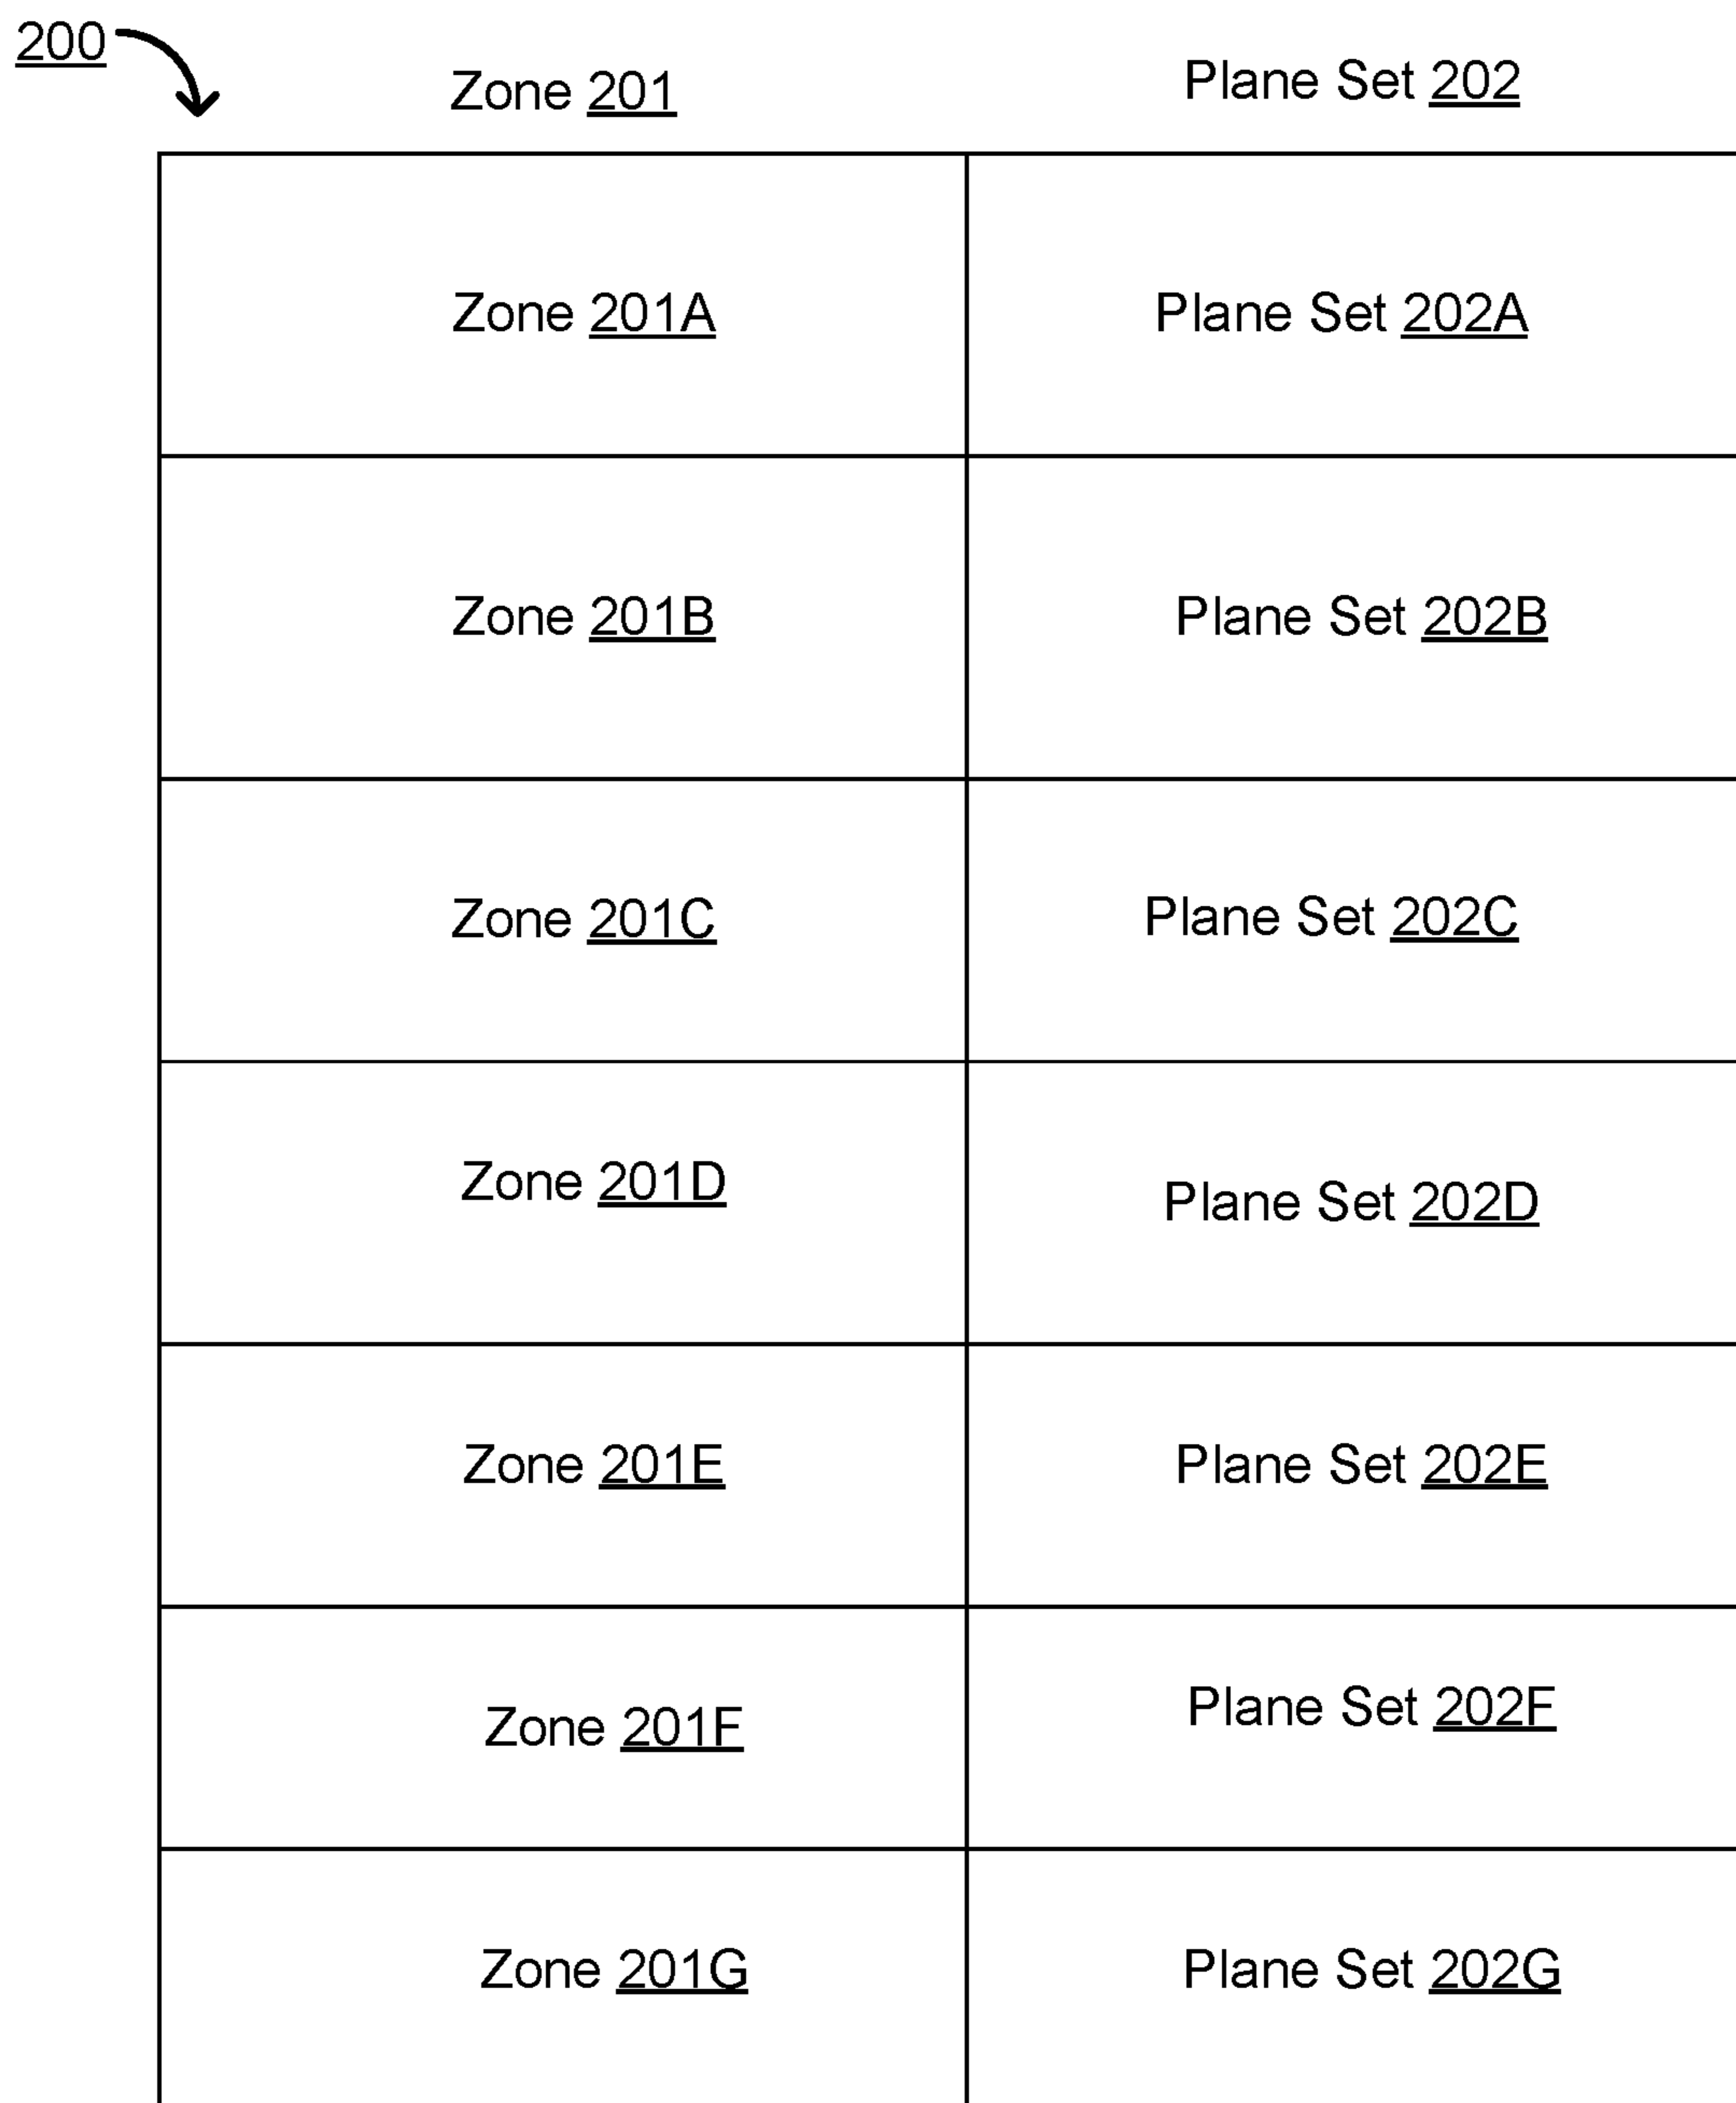 200
Zone 201 Plane Set 202
Zone 201A Plane Set 202A
Zone 201B Plane Set 202B
Zone 201C Plane Set 202C
Zone 201D Plane Set 202D
Zone 201E Plane Set 202E
Zone 201F Plane Set 202F
Zone 201G Plane Set 202G